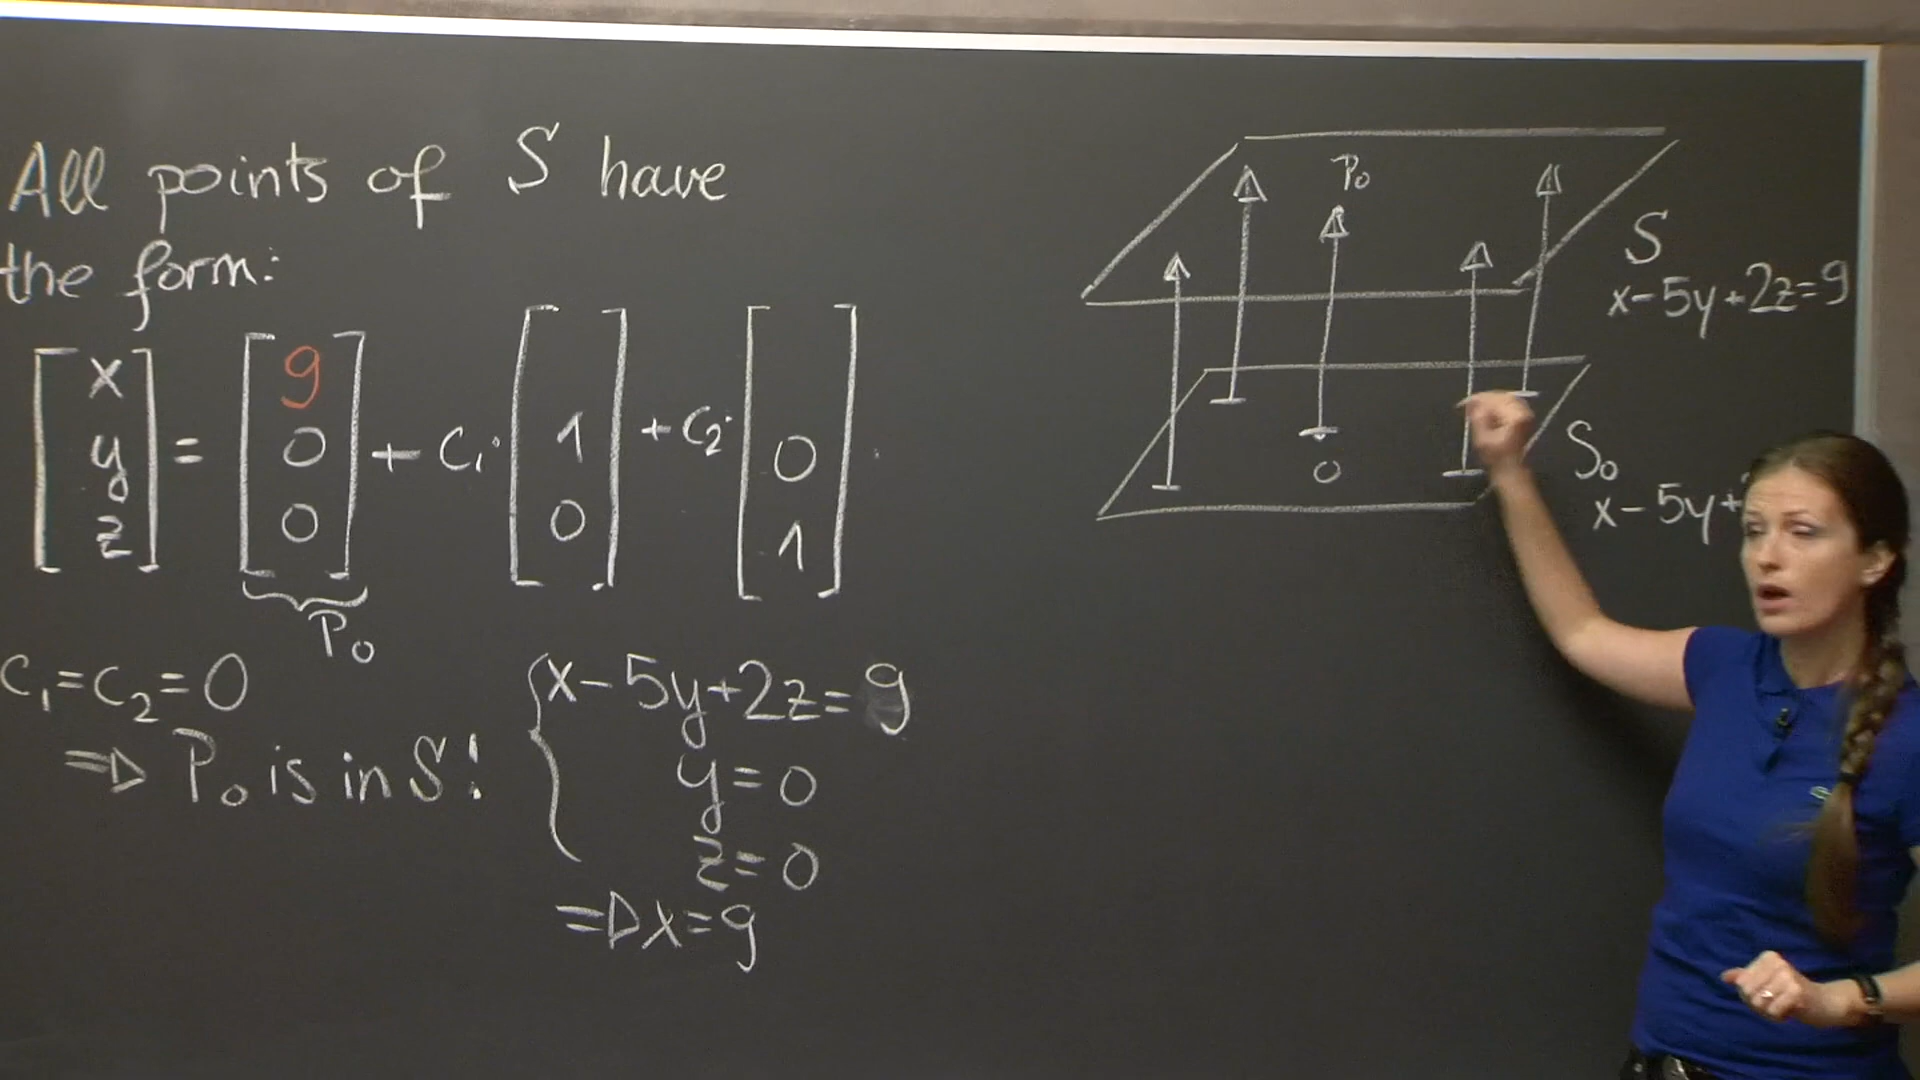 All points of S have
the form:
[x y z] = [9 0 0] + C₁· [1 0] + C₂· [0 1]
P₀
C₁=C₂=0
⇒ P₀ is in S!
{x-5y+2z=9
y=0
z=0
⇒x=9
P₀
S
x-5y+2z=9
0
S₀
x-5y+